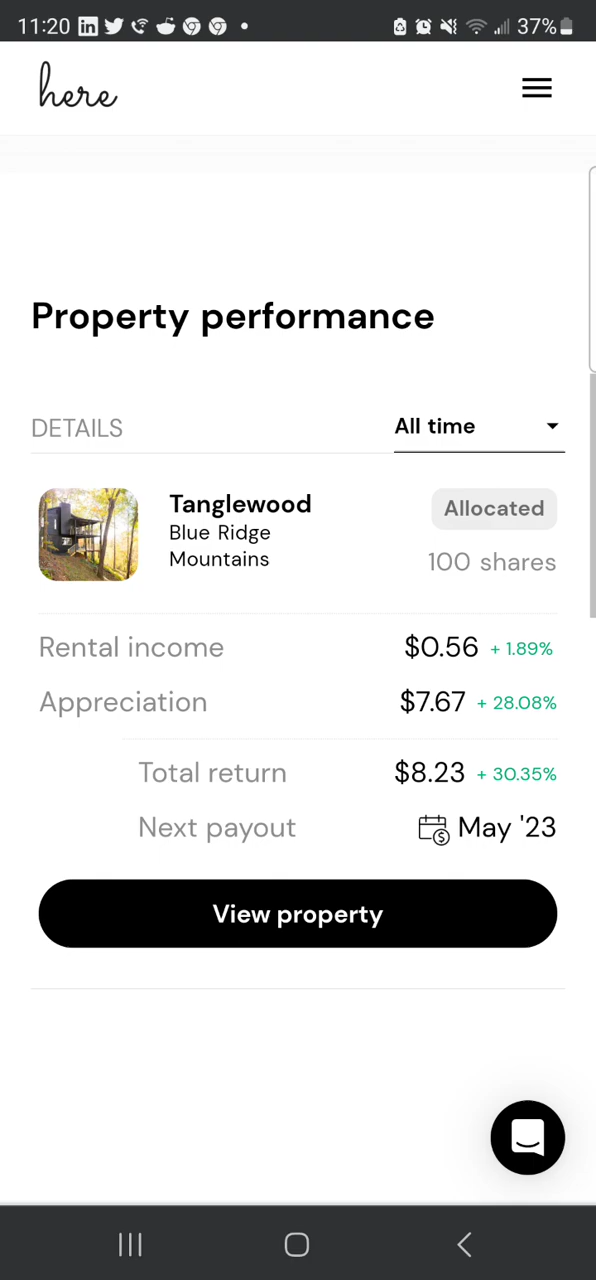 11:20 37%
here
Property performance
DETAILS All time
Tanglewood Allocated
Blue Ridge
Mountains 100 shares
Rental income $0.56 + 1.89%
Appreciation $7.67 + 28.08%
Total return $8.23 + 30.35%
Next payout May '23
View property